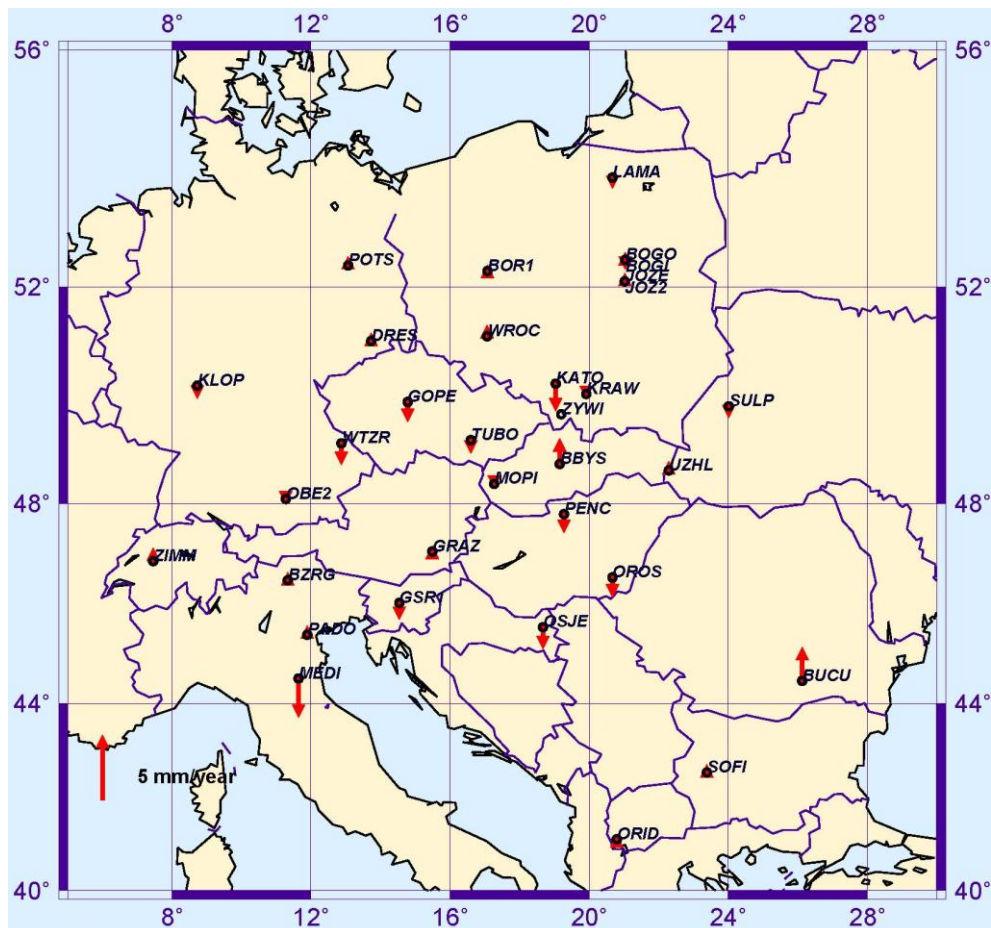 8° 12° 16° 20° 24° 28°
56° 56°
LAMA
BOGO
BOGI
POTS
BOR1
JOZE
52° JOZ2 52°
WROC
DRES
KLOP
KATO
KRAW
GOPE
SULP
ZYWI
WTZR
TUBO
BBYS
UZHL
MOPI
OBE2
48° 48°
PENC
GRAZ
ZIMM
BZRG
OROS
GSR
OSJE
PADO
MEDI
BUCU
44° 44°
5 mm/year
SOFI
ORID
40° 40°
8° 12° 16° 20° 24° 28°